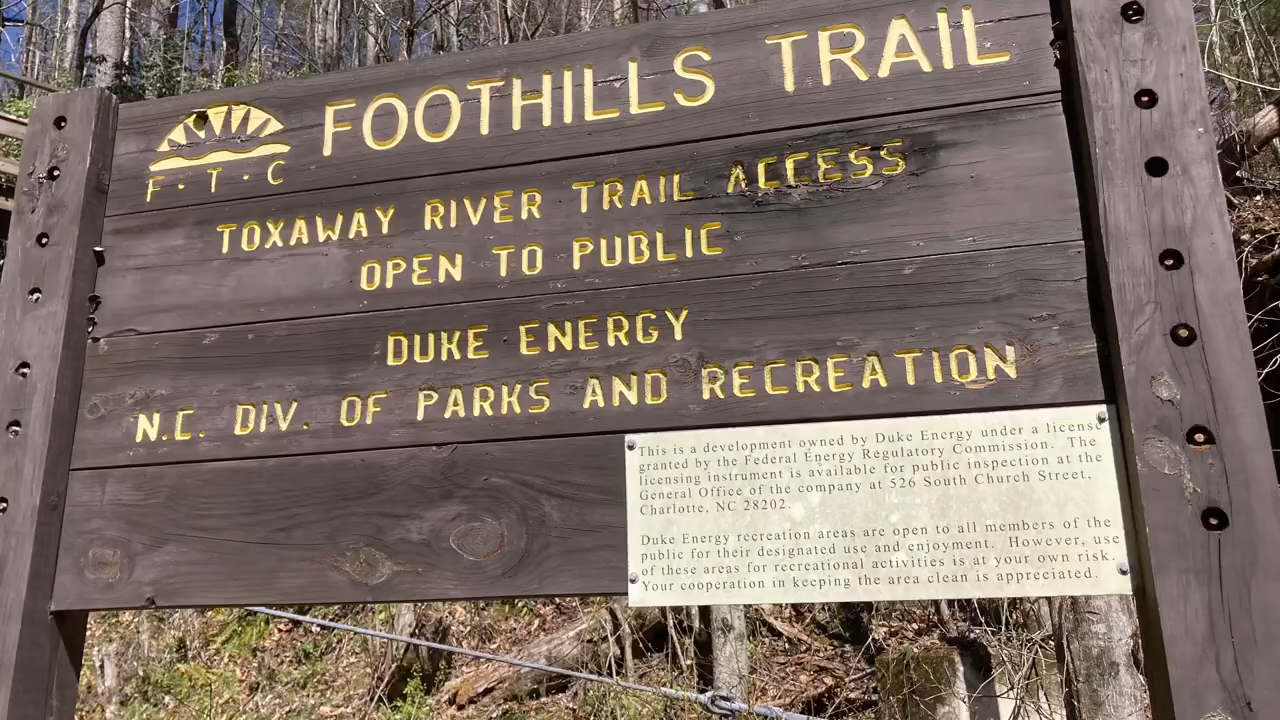 FOOTHILLS TRAIL
F · T · C
TOXAWAY RIVER TRAIL ACCESS
OPEN TO PUBLIC
DUKE ENERGY
N.C. DIV. OF PARKS AND RECREATION
This is a development owned by Duke Energy under a license
granted by the Federal Energy Regulatory Commission. The
licensing instrument is available for public inspection at the
General Office of the company at 526 South Church Street,
Charlotte, NC 28202.
Duke Energy recreation areas are open to all members of the
public for their designated use and enjoyment. However, use
of these areas for recreational activities is at your own risk.
Your cooperation in keeping the area clean is appreciated.